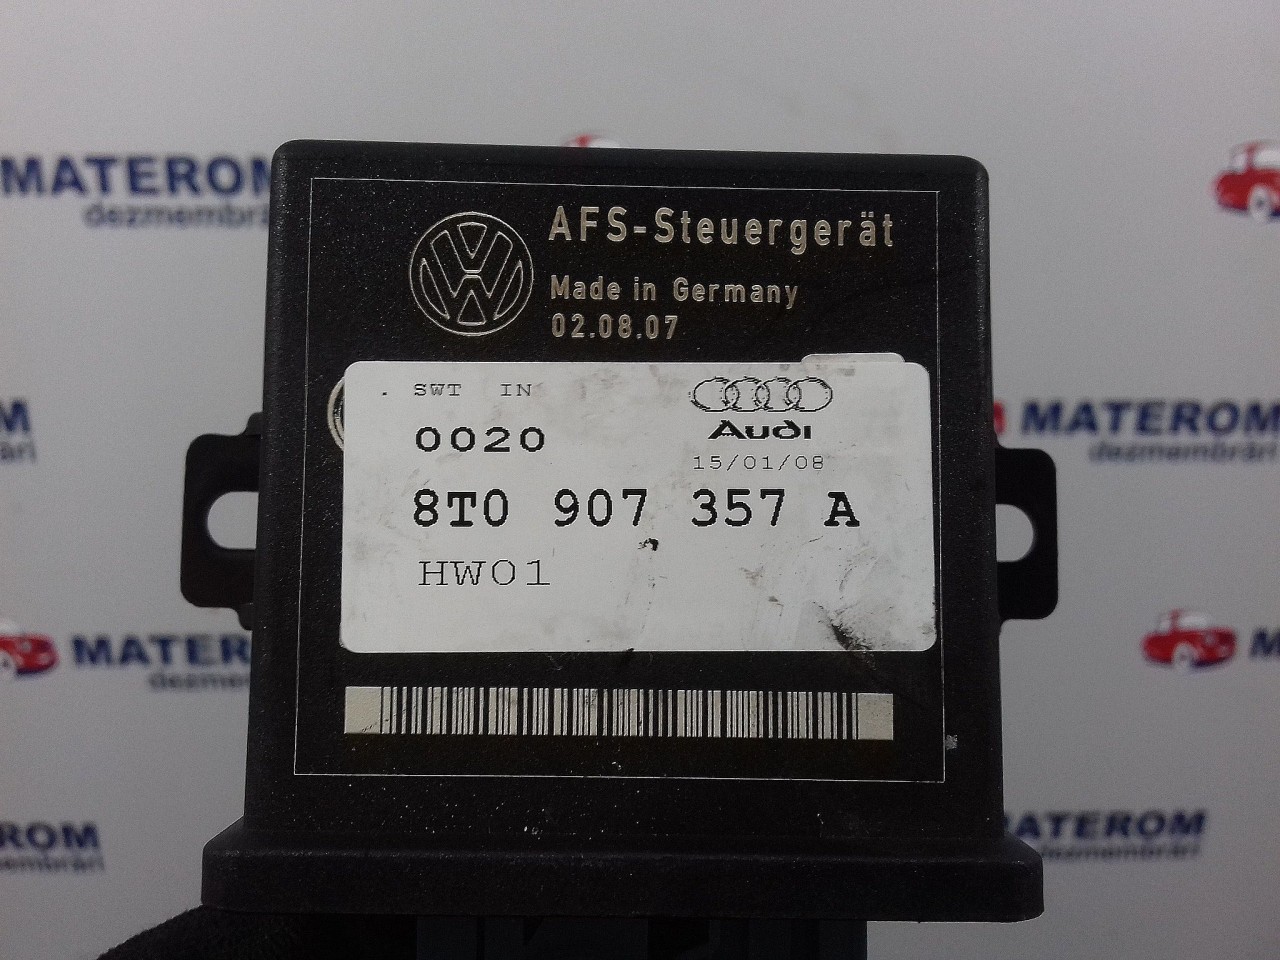 AFS-Steuergerät
Made in Germany
02.08.07
. SWT IN
0020
Audi
15/01/08
8T0 907 357 A
HW01
MATEROM
dezmembrări
MATEROM
dezmembrări
MATEROM
dezmembrări
MATEROM
dezmembrări
MATEROM
dezmembrări